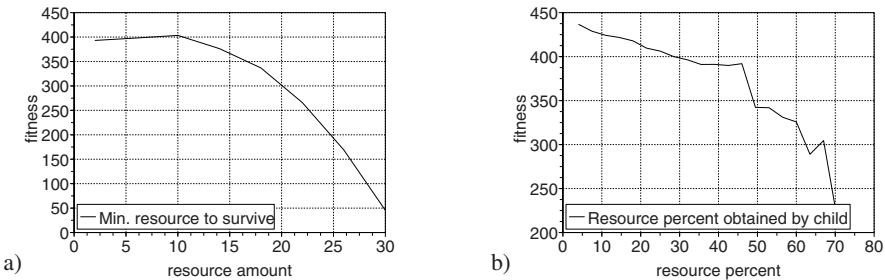 450
400
350
300
250
200
150
100
50
0
fitness
Min. resource to survive
0 5 10 15 20 25 30
resource amount
a)
450
400
350
300
250
200
fitness
Resource percent obtained by child
0 10 20 30 40 50 60 70 80
resource percent
b)